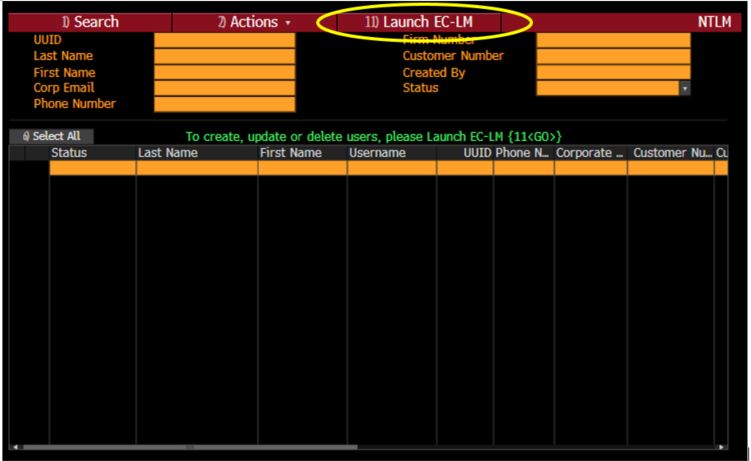 1) Search 2) Actions 11) Launch EC-LM NTLM
UUID Firm Number
Last Name Customer Number
First Name Created By
Corp Email Status
Phone Number
6) Select All To create, update or delete users, please Launch EC-LM {11<GO>}
Status Last Name First Name Username UUID Phone N... Corporate ... Customer Nu... Cu